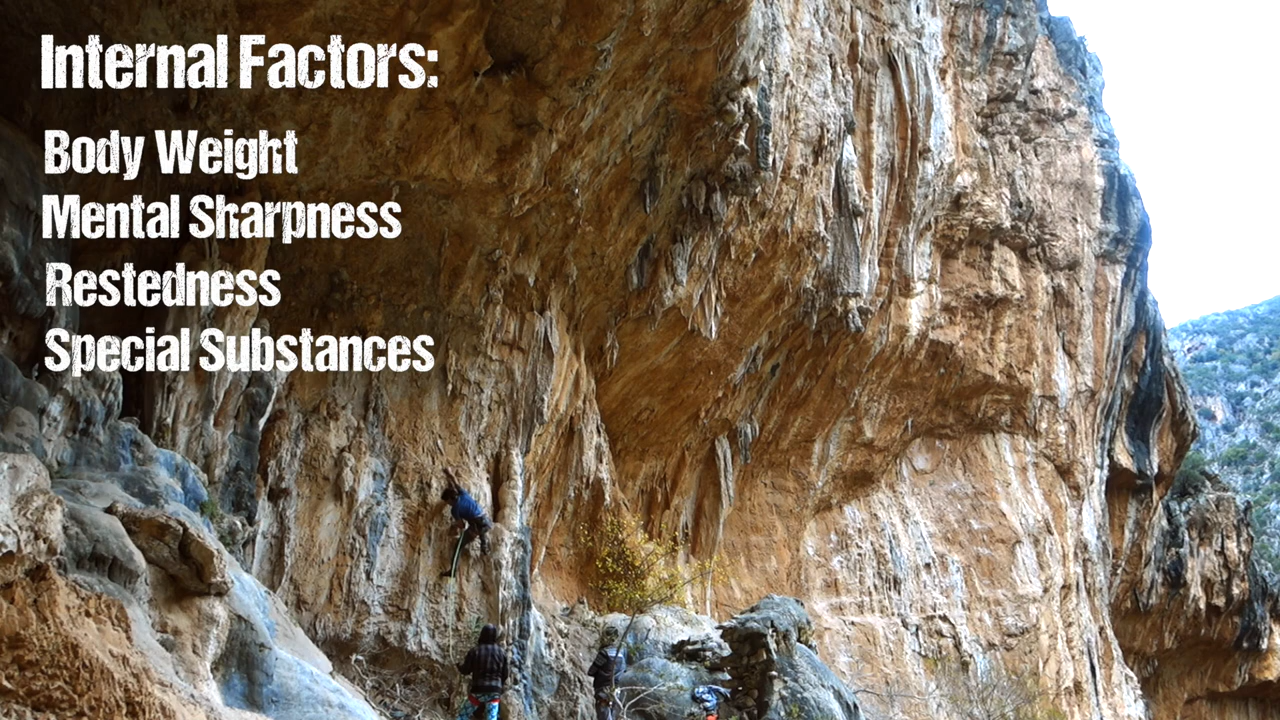 Internal Factors:
Body Weight
Mental Sharpness
Restedness
Special Substances